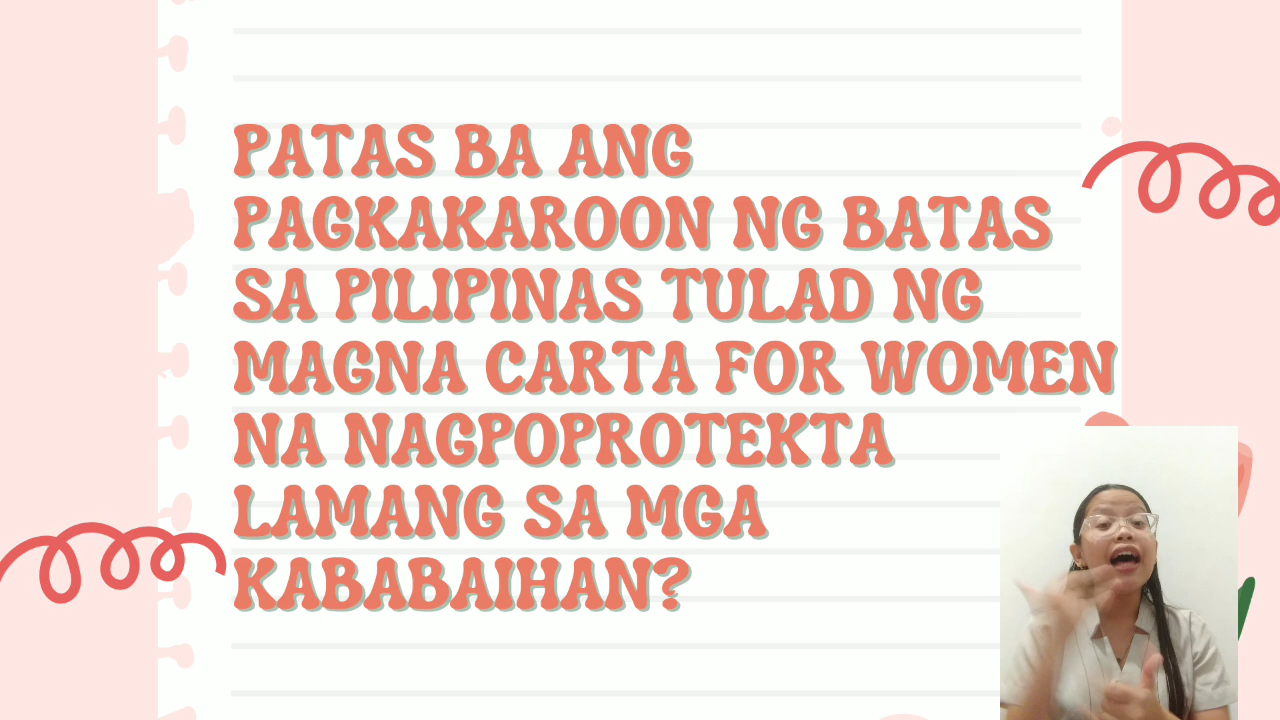 PATAS BA ANG
PAGKAKAROON NG BATAS
SA PILIPINAS TULAD NG
MAGNA CARTA FOR WOMEN
NA NAGPOPROTEKTA
LAMANG SA MGA
KABABAIHAN?